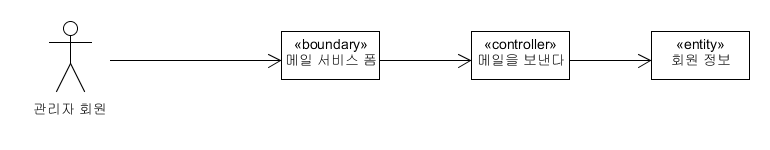 «boundary»
메일 서비스 폼
«controller»
메일을 보낸다
«entity»
회원 정보
관리자 회원